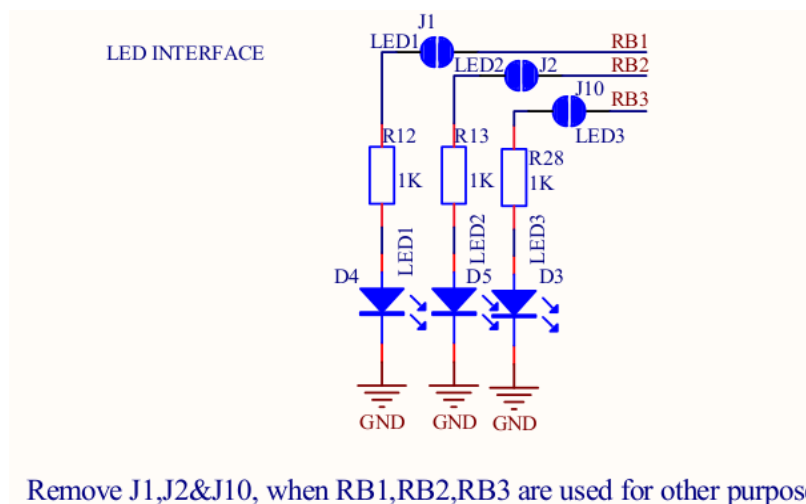 J1
LED INTERFACE
LED1
RB1
LED2
J2
RB2
J10
RB3
LED3
R12
R13
R28
1K
1K
1K
LED1
LED2
LED3
D4
D5
D3
GND
GND
GND
Remove J1,J2&J10, when RB1,RB2,RB3 are used for other purpos